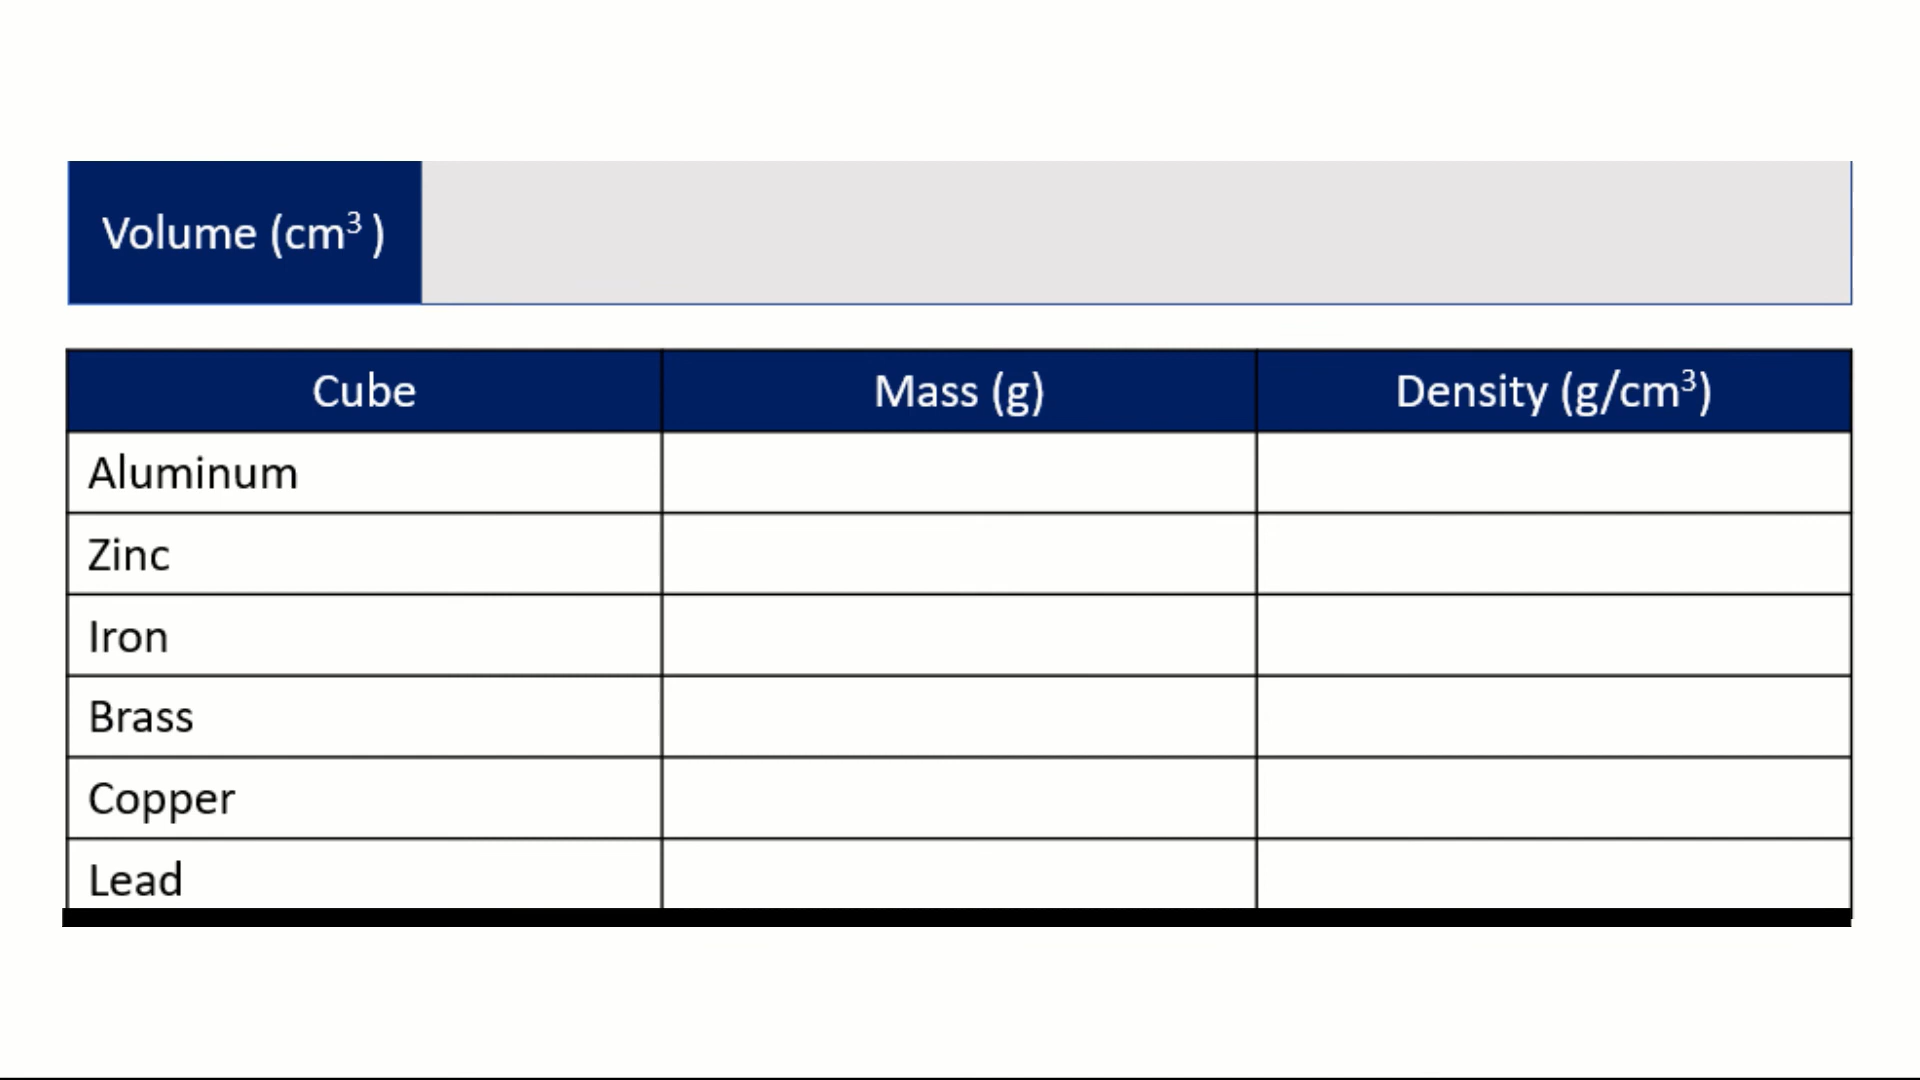 Volume (cm³ )
Cube Mass (g) Density (g/cm³)
Aluminum
Zinc
Iron
Brass
Copper
Lead